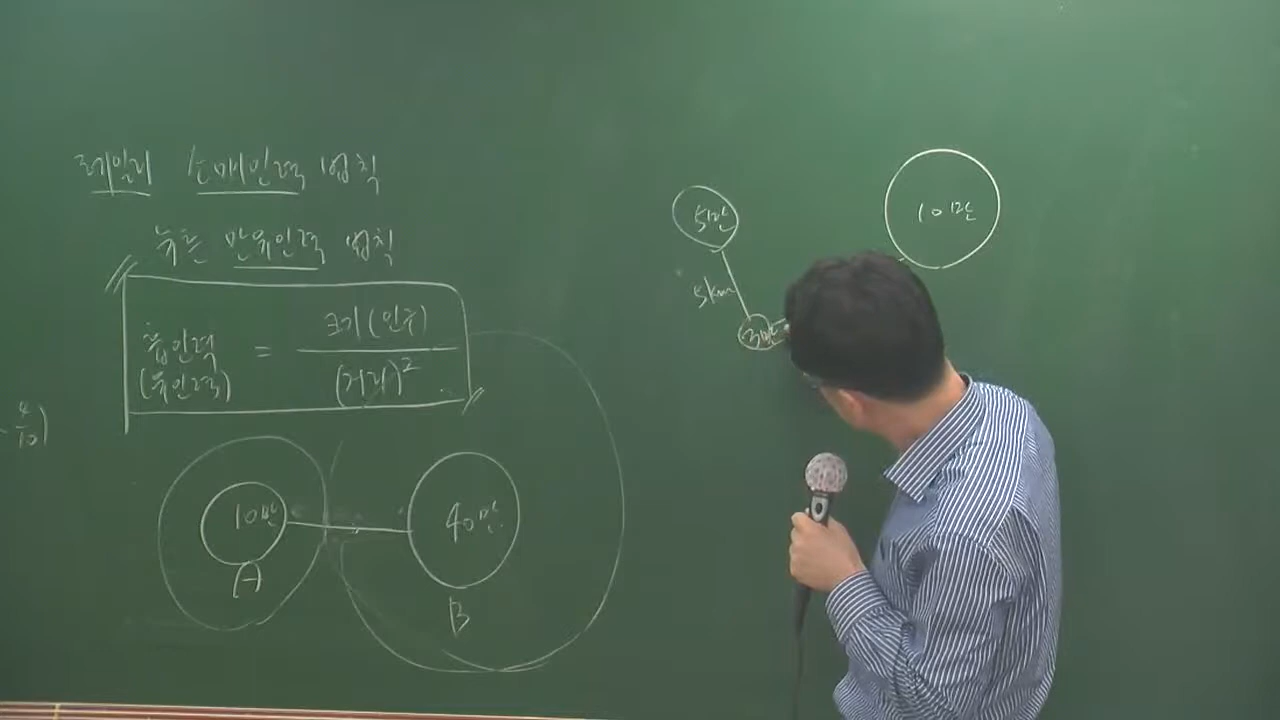 레일리 소매인력 법칙
뉴튼 만유인력 법칙
흡인력
(유인력)
=
크기(인구)
(거리)²
4
10)
10만
A
40만
B
5만
10만
5km
3만